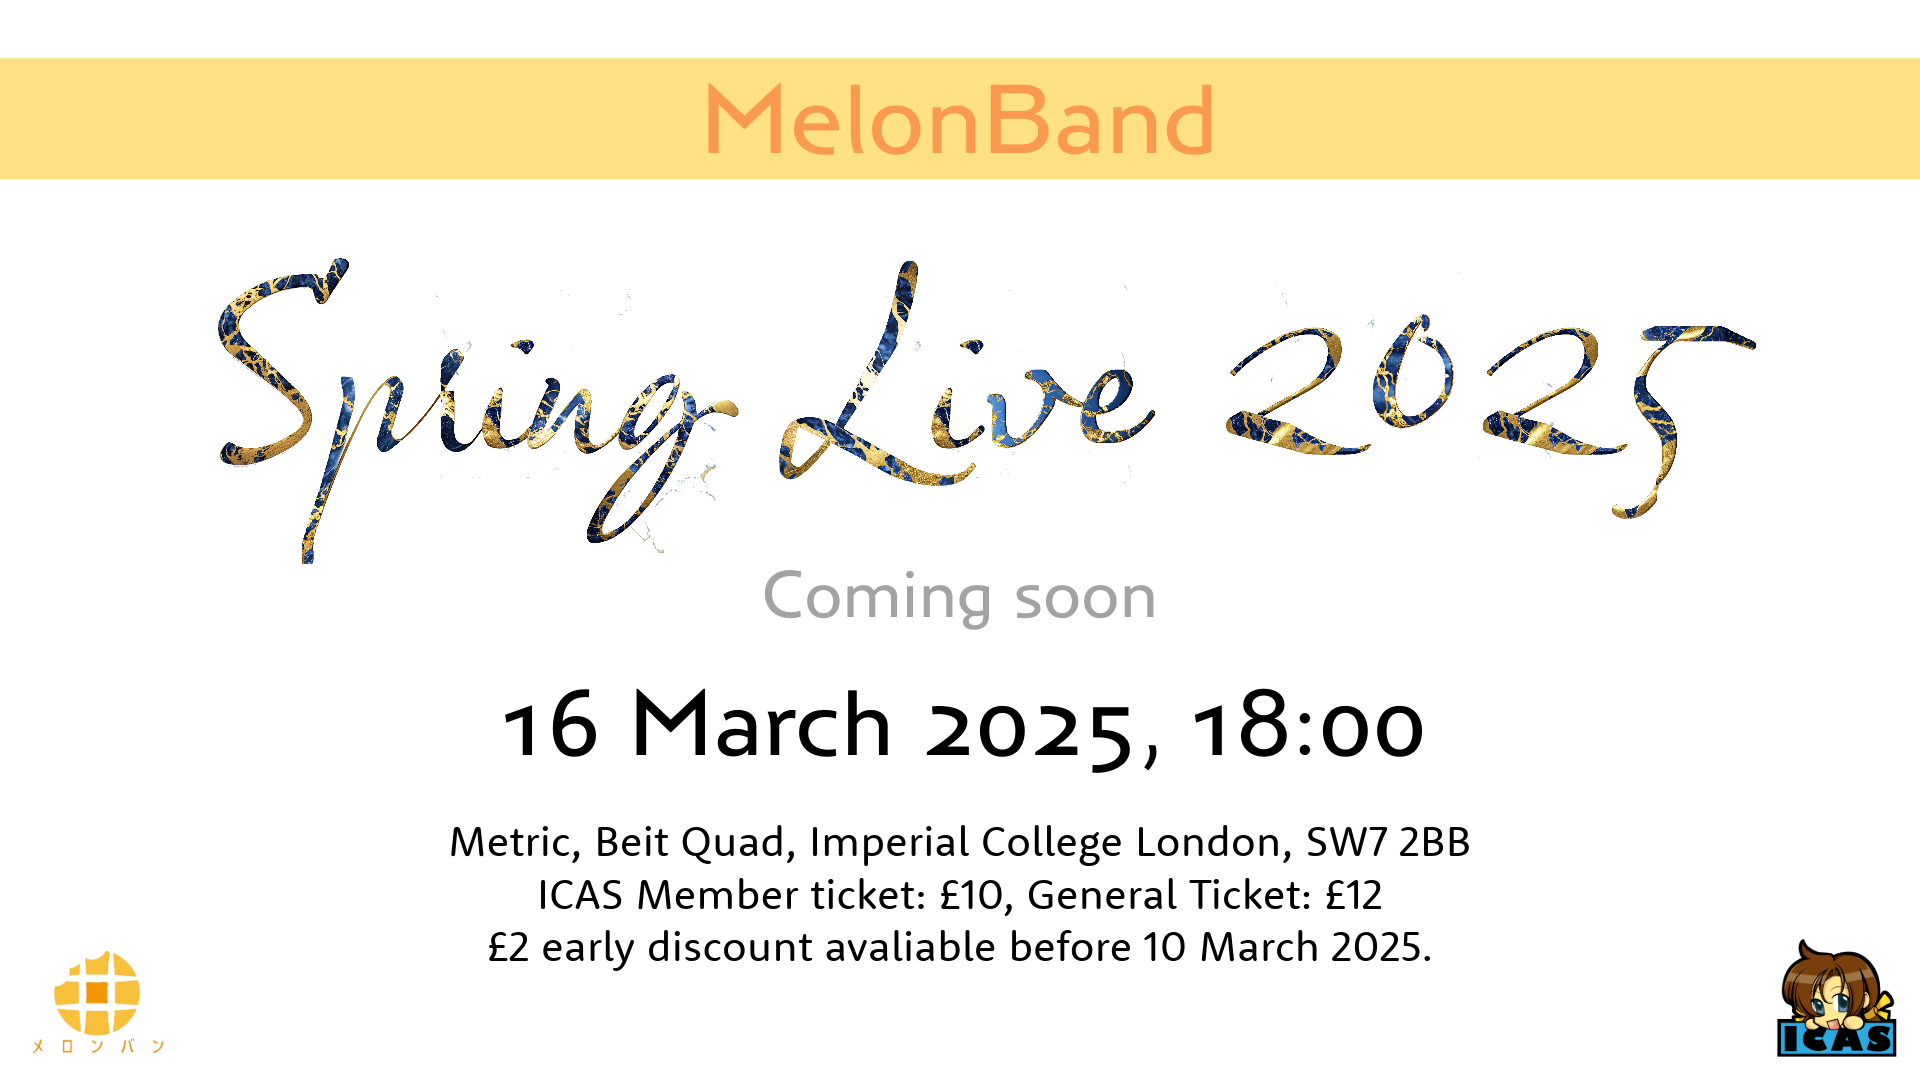 MelonBand
Spring Live 2025
Coming soon
16 March 2025, 18:00
Metric, Beit Quad, Imperial College London, SW7 2BB
ICAS Member ticket: £10, General Ticket: £12
£2 early discount avaliable before 10 March 2025.
メロンバン
ICAS